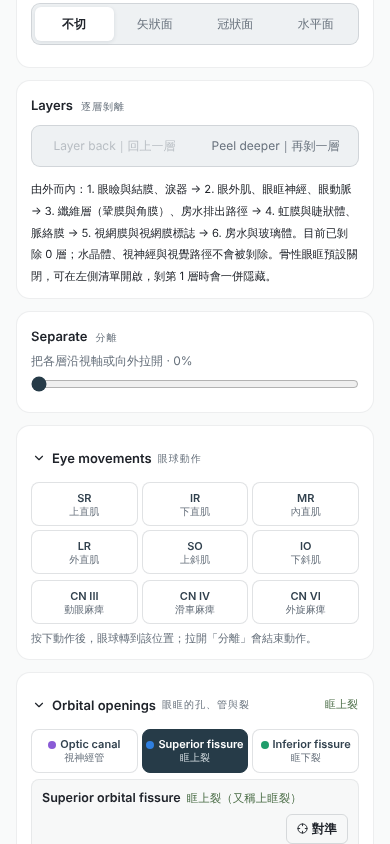 不切 矢狀面 冠狀面 水平面
Layers 逐層剝離
Layer back｜回上一層 Peel deeper｜再剝一層
由外而內：1. 眼瞼與結膜、淚器 → 2. 眼外肌、眼眶神經、眼動脈
→ 3. 纖維層（鞏膜與角膜）、房水排出路徑 → 4. 虹膜與睫狀體、
脈絡膜 → 5. 視網膜與視網膜標誌 → 6. 房水與玻璃體。目前已剝
除 0 層；水晶體、視神經與視覺路徑不會被剝除。骨性眼眶預設關
閉，可在左側清單開啟，剝第 1 層時會一併隱藏。
Separate 分離
把各層沿視軸或向外拉開 · 0%
Eye movements 眼球動作
SR IR MR
上直肌 下直肌 內直肌
LR SO IO
外直肌 上斜肌 下斜肌
CN III CN IV CN VI
動眼麻痺 滑車麻痺 外旋麻痺
按下動作後，眼球轉到該位置；拉開「分離」會結束動作。
Orbital openings 眼眶的孔、管與裂 眶上裂
Optic canal Superior fissure Inferior fissure
視神經管 眶上裂 眶下裂
Superior orbital fissure 眶上裂（又稱上眶裂）
對準